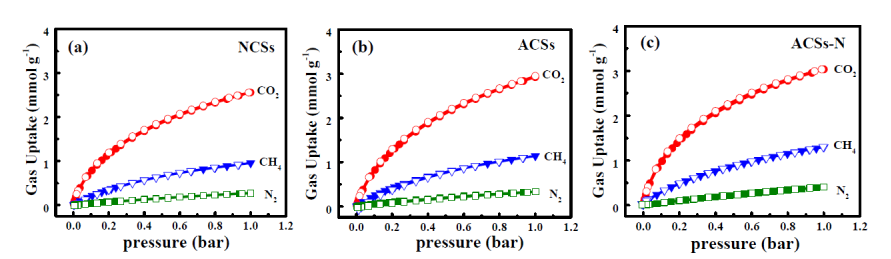 (a) NCSs
Gas Uptake (mmol g⁻¹)
4
3
2
1
0
CO₂
CH₄
N₂
0.0 0.2 0.4 0.6 0.8 1.0 1.2
pressure (bar)
(b) ACSs
Gas Uptake (mmol g⁻¹)
4
3
2
1
0
CO₂
CH₄
N₂
0.0 0.2 0.4 0.6 0.8 1.0 1.2
pressure (bar)
(c) ACSs-N
Gas Uptake (mmol g⁻¹)
4
3
2
1
0
CO₂
CH₄
N₂
0.0 0.2 0.4 0.6 0.8 1.0 1.2
pressure (bar)